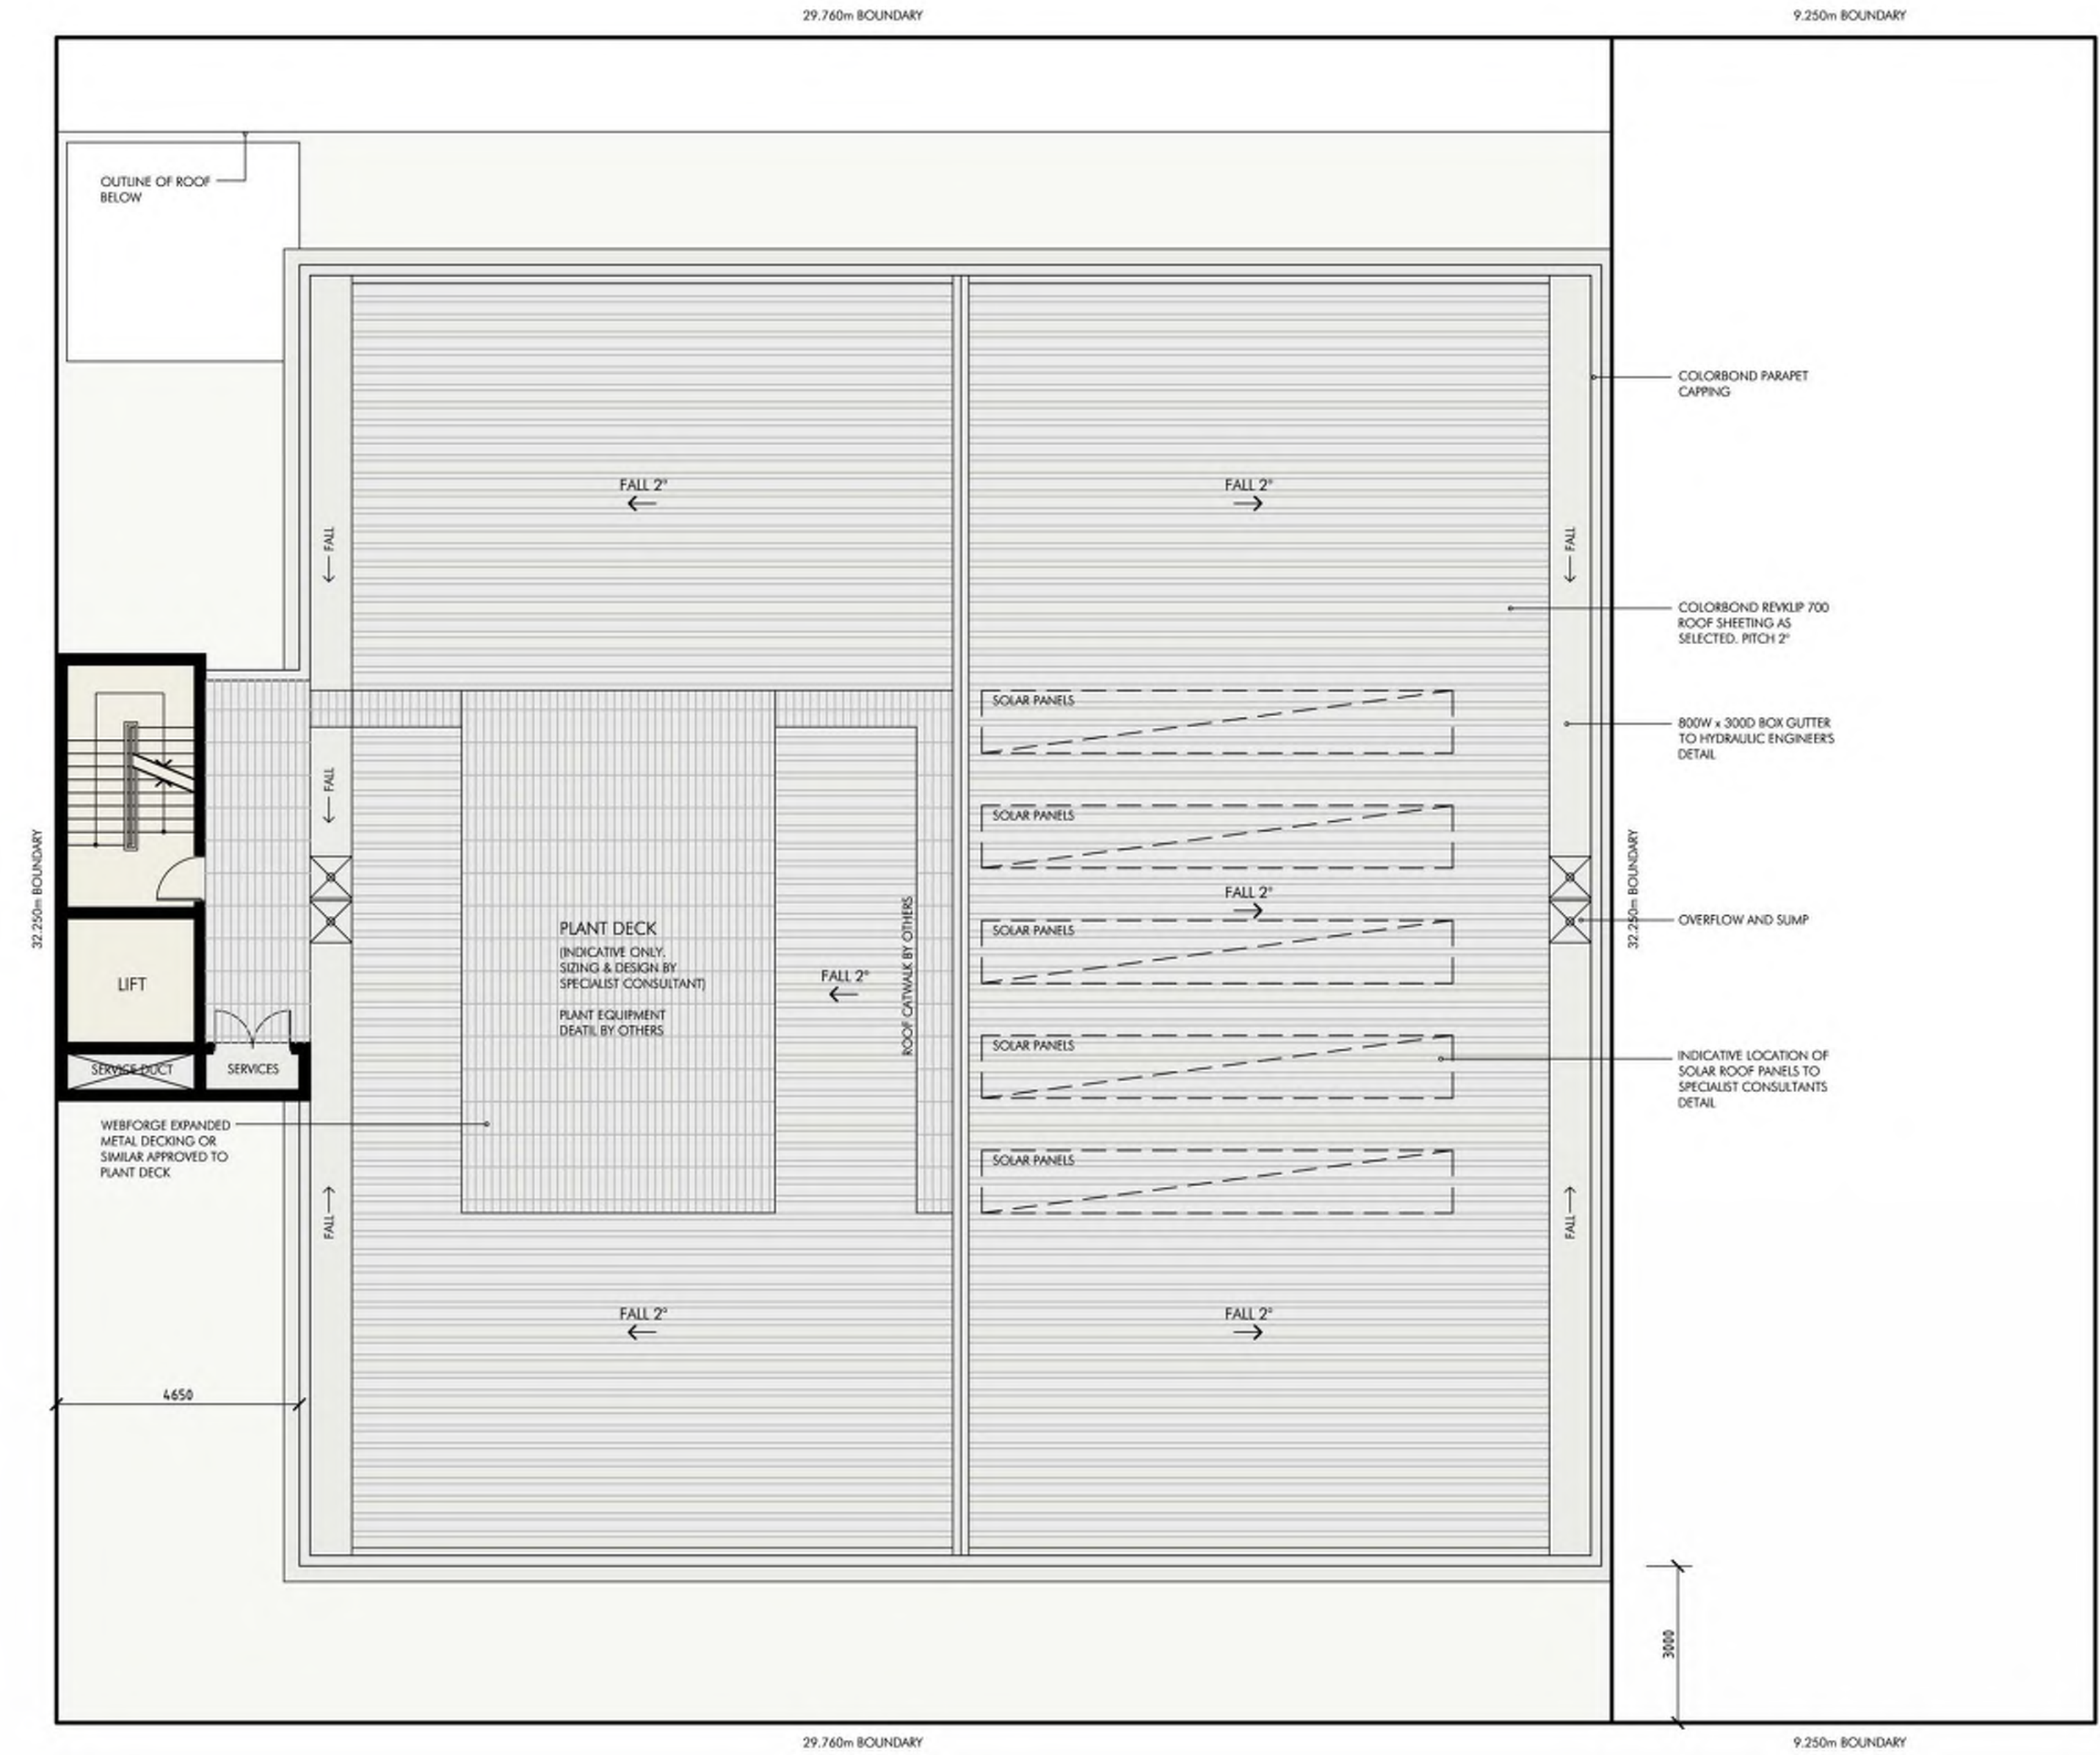 29.760m BOUNDARY
9.250m BOUNDARY
OUTLINE OF ROOF
BELOW
COLORBOND PARAPET
CAPPING
FALL 2°
FALL 2°
FALL
FALL
COLORBOND REVKLIP 700
ROOF SHEETING AS
SELECTED. PITCH 2°
SOLAR PANELS
800W x 300D BOX GUTTER
TO HYDRAULIC ENGINEERS
DETAIL
FALL
SOLAR PANELS
32.250m BOUNDARY
32.250m BOUNDARY
FALL 2°
OVERFLOW AND SUMP
PLANT DECK
(INDICATIVE ONLY.
SIZING & DESIGN BY
SPECIALIST CONSULTANT)
PLANT EQUIPMENT
DEATIL BY OTHERS
ROOF CATWALK BY OTHERS
SOLAR PANELS
FALL 2°
LIFT
SOLAR PANELS
SERVICE DUCT
SERVICES
INDICATIVE LOCATION OF
SOLAR ROOF PANELS TO
SPECIALIST CONSULTANTS
DETAIL
WEBFORGE EXPANDED
METAL DECKING OR
SIMILAR APPROVED TO
PLANT DECK
SOLAR PANELS
FALL
FALL
FALL 2°
FALL 2°
4650
3000
29.760m BOUNDARY
9.250m BOUNDARY